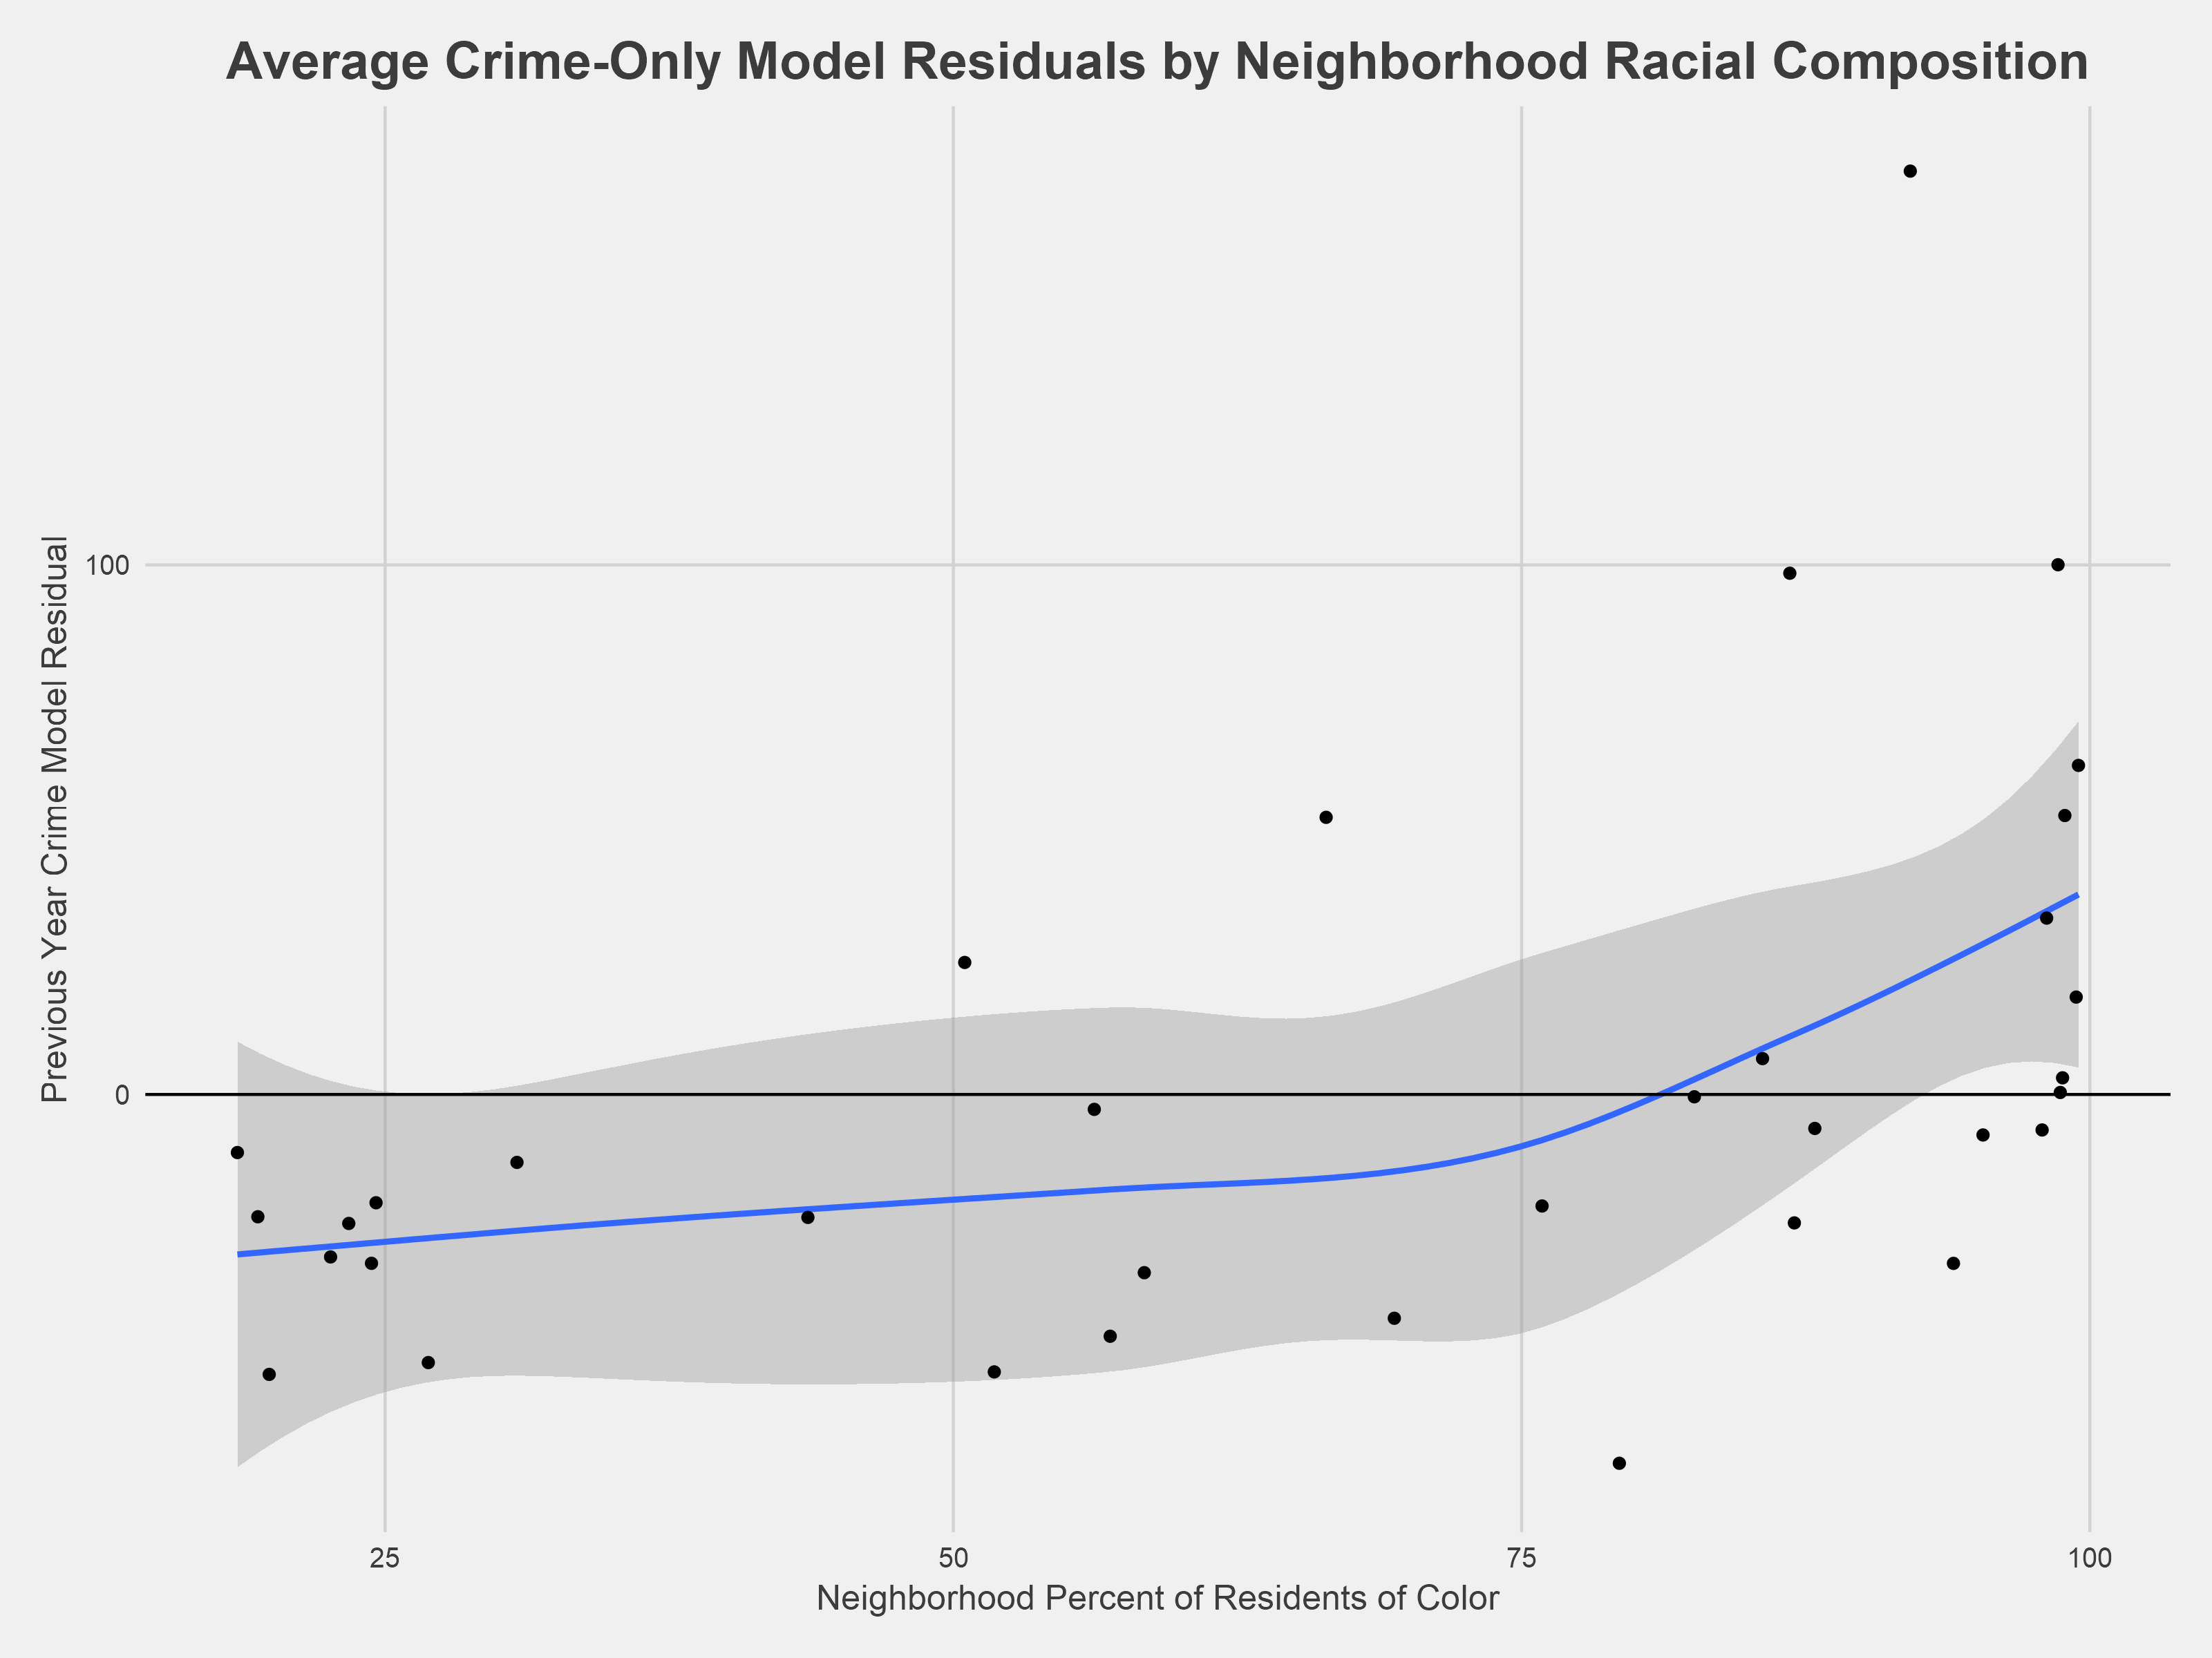 Average Crime-Only Model Residuals by Neighborhood Racial Composition
Previous Year Crime Model Residual
100
0
25
50
75
100
Neighborhood Percent of Residents of Color